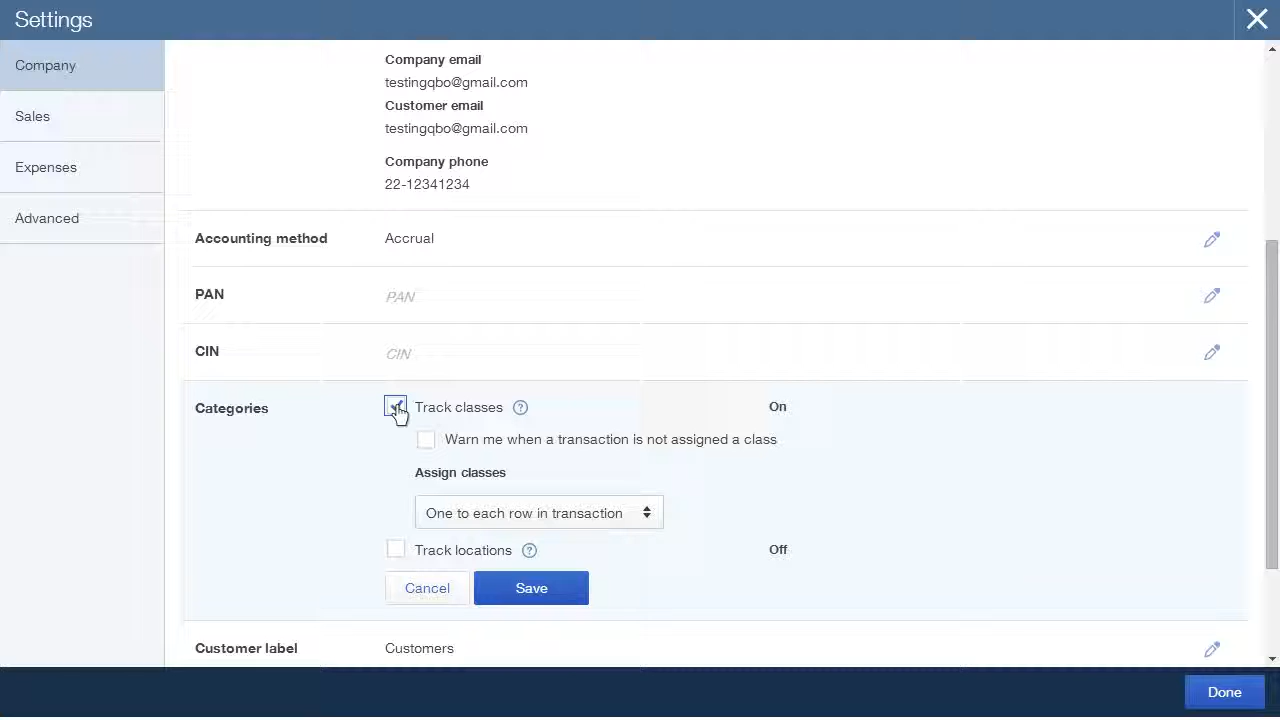 Settings
Company
Sales
Expenses
Advanced
Company email
testingqbo@gmail.com
Customer email
testingqbo@gmail.com
Company phone
22-12341234
Accounting method Accrual
PAN PAN
CIN CIN
Categories Track classes ? On
Warn me when a transaction is not assigned a class
Assign classes
One to each row in transaction
Track locations ? Off
Cancel Save
Customer label Customers
Done